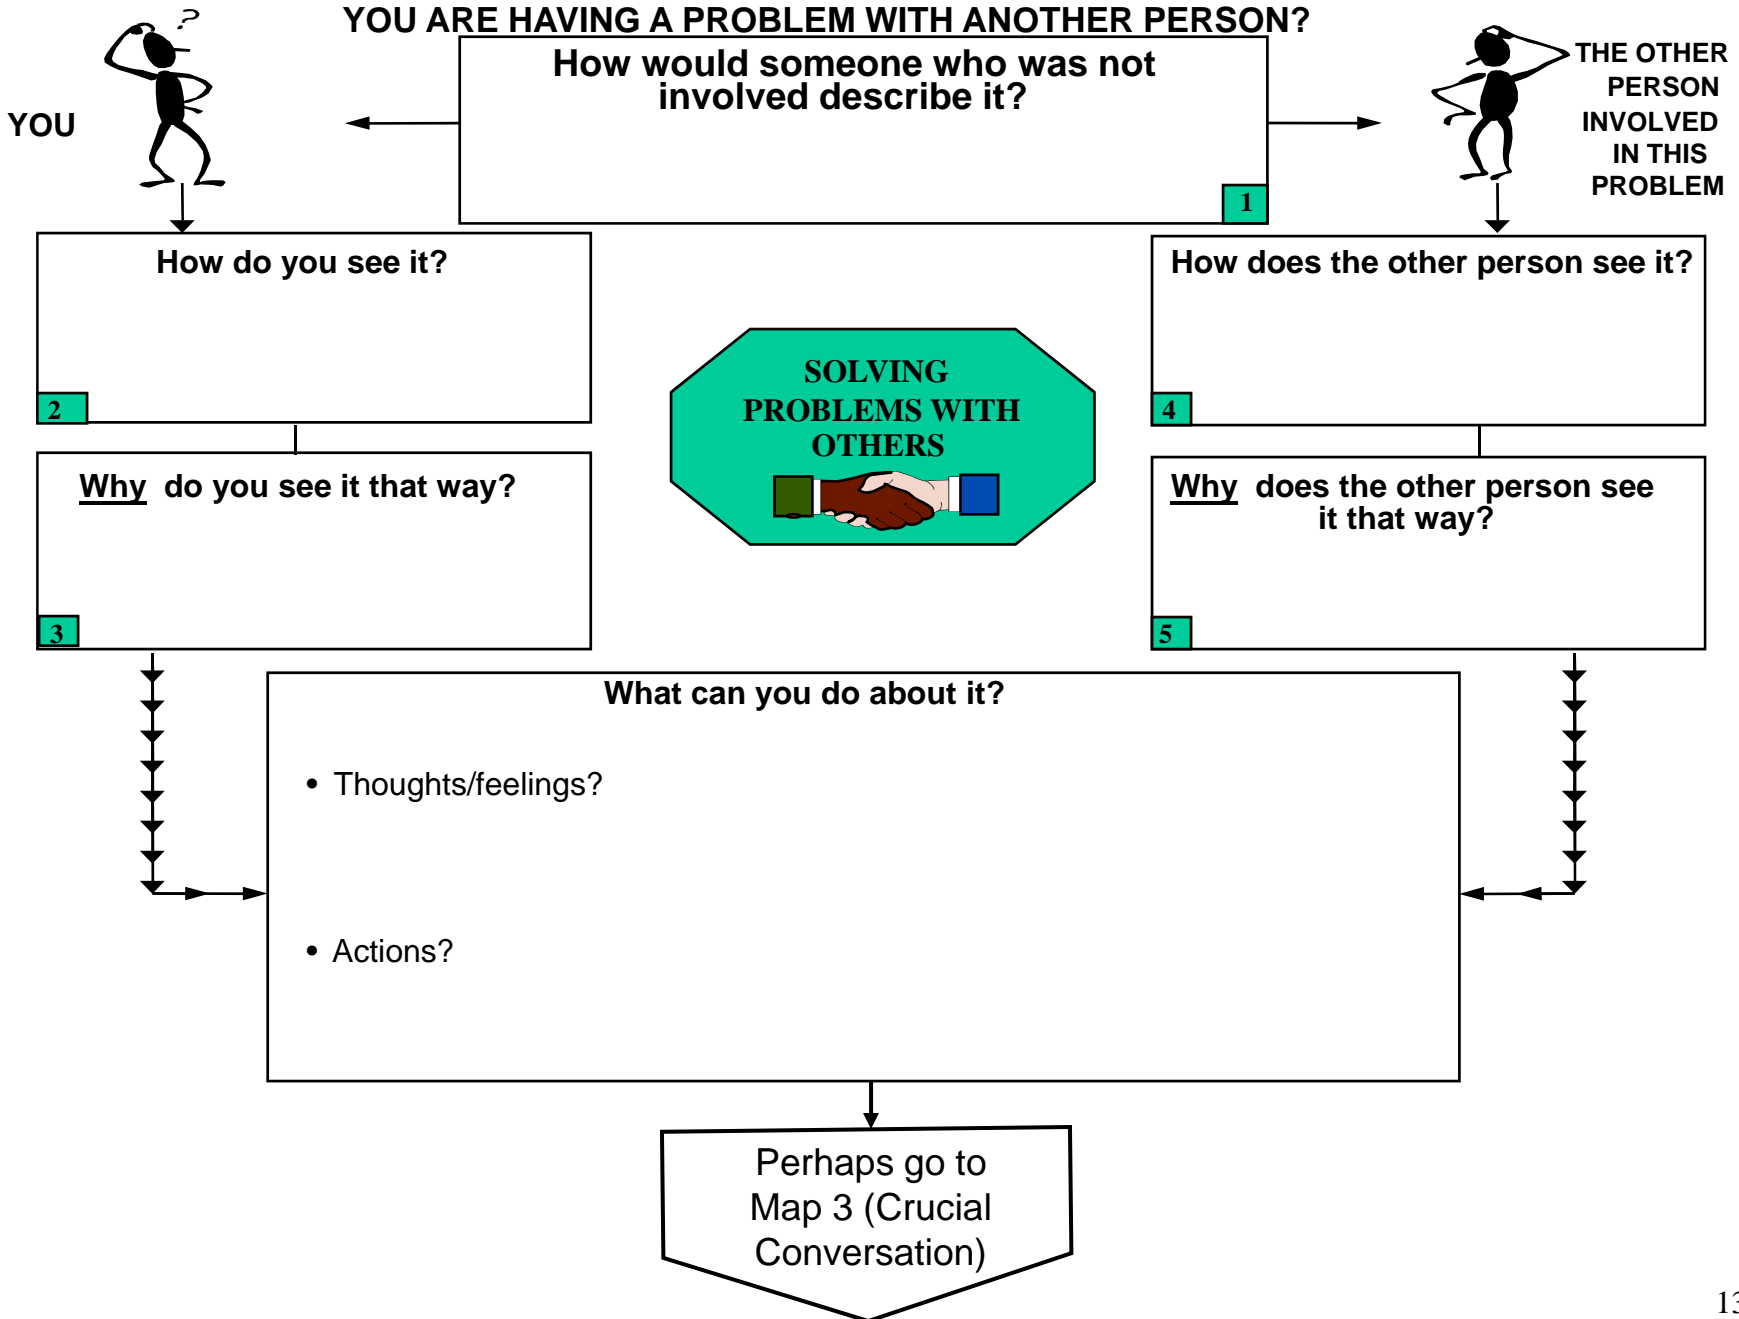 YOU ARE HAVING A PROBLEM WITH ANOTHER PERSON?
?
How would someone who was not
involved describe it?
1
YOU
THE OTHER
PERSON
INVOLVED
IN THIS
PROBLEM
How do you see it?
2
Why do you see it that way?
3
SOLVING
PROBLEMS WITH
OTHERS
How does the other person see it?
4
Why does the other person see
it that way?
5
What can you do about it?
• Thoughts/feelings?
• Actions?
Perhaps go to
Map 3 (Crucial
Conversation)
13